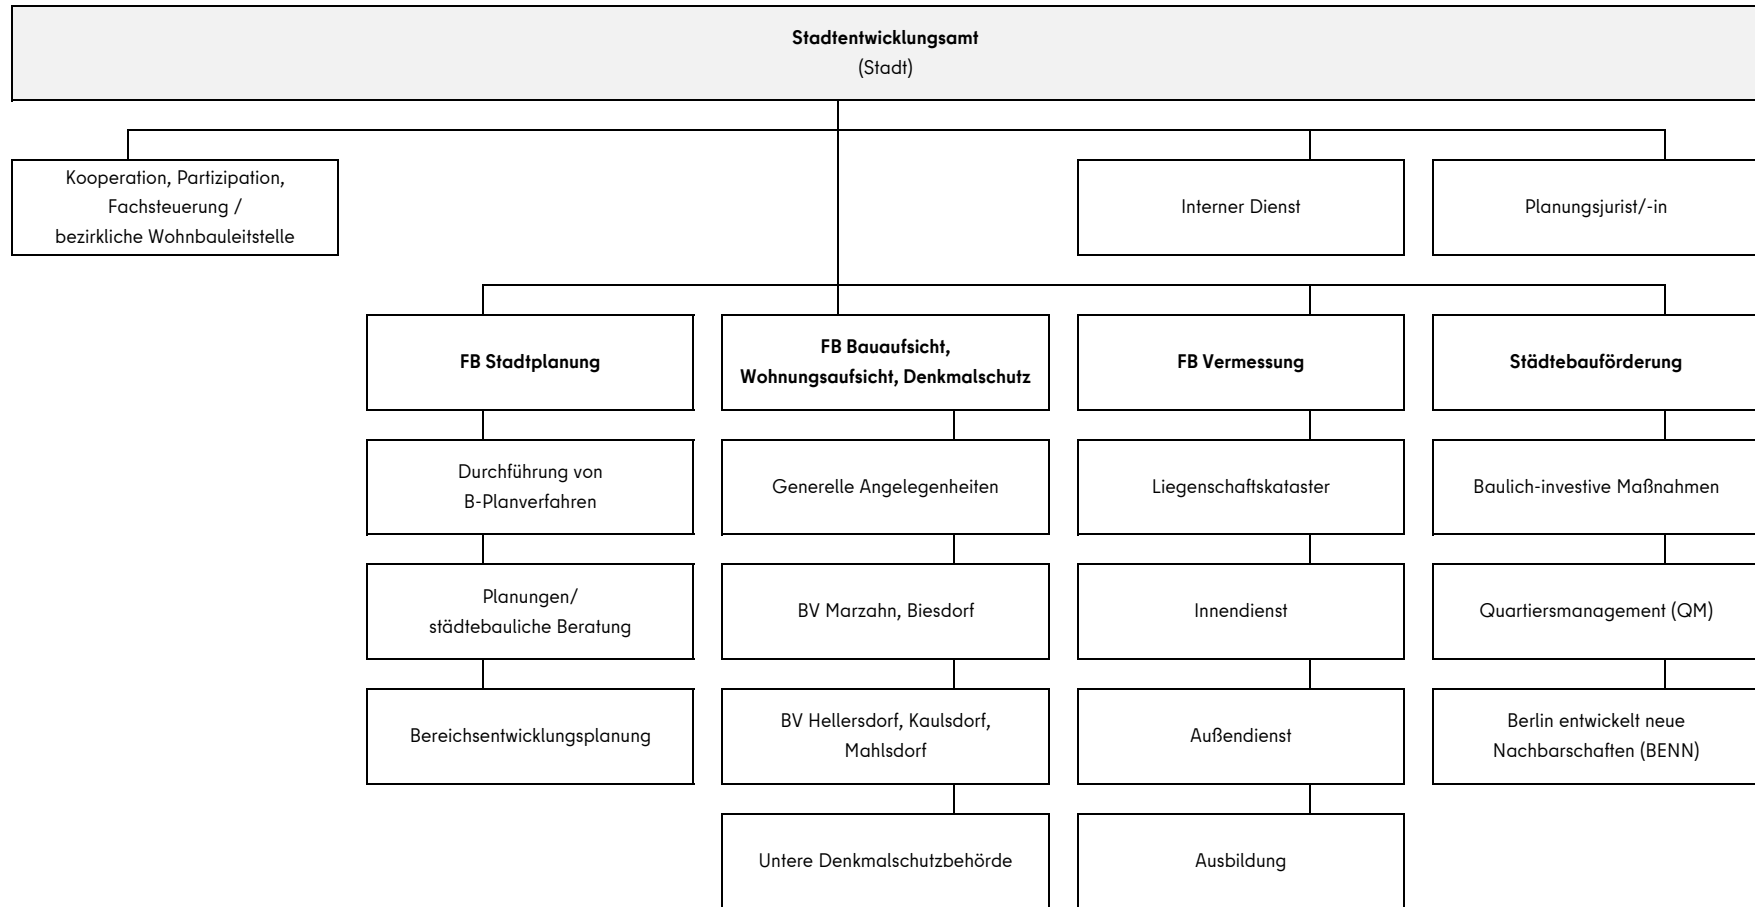 Stadtentwicklungsamt
(Stadt)
Kooperation, Partizipation,
Fachsteuerung /
bezirkliche Wohnbauleitstelle
Interner Dienst
Planungsjurist/-in
FB Stadtplanung
FB Bauaufsicht,
Wohnungsaufsicht, Denkmalschutz
FB Vermessung
Städtebauförderung
Durchführung von
B-Planverfahren
Generelle Angelegenheiten
Liegenschaftskataster
Baulich-investive Maßnahmen
Planungen/
städtebauliche Beratung
BV Marzahn, Biesdorf
Innendienst
Quartiersmanagement (QM)
Bereichsentwicklungsplanung
BV Hellersdorf, Kaulsdorf,
Mahlsdorf
Außendienst
Berlin entwickelt neue
Nachbarschaften (BENN)
Untere Denkmalschutzbehörde
Ausbildung